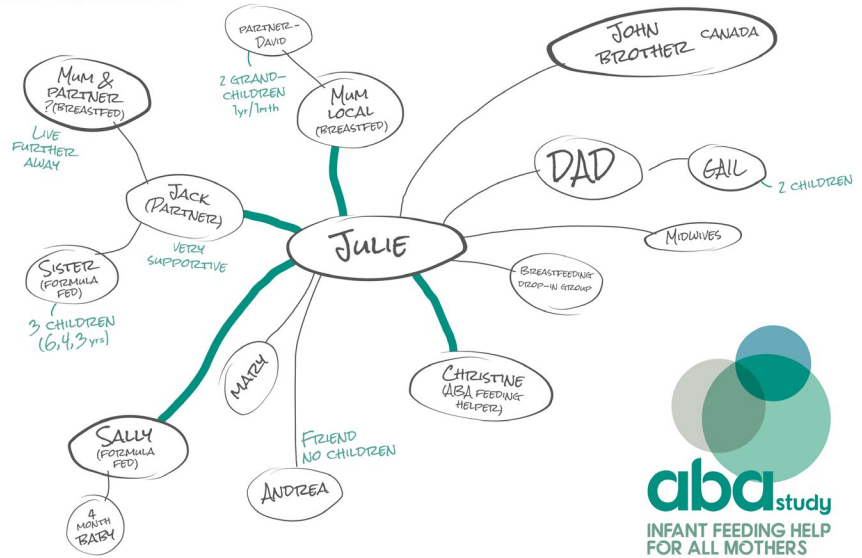 PARTNER-
DAVID
2 GRAND-
CHILDREN
1yr/1mth
MUM
LOCAL
(BREASTFED)
JOHN
BROTHER CANADA
MUM &
PARTNER
?(BREASTFED)
LIVE
FURTHER
AWAY
JACK
(PARTNER)
VERY
SUPPORTIVE
SISTER
(FORMULA
FED)
3 CHILDREN
(6,4,3 yrs)
JULIE
DAD
GAIL
2 CHILDREN
MIDWIVES
BREASTFEEDING
DROP-IN GROUP
CHRISTINE
(ABA FEEDING
HELPER)
MARY
FRIEND
NO CHILDREN
ANDREA
SALLY
(FORMULA
FED)
4
MONTH
BABY
aba study
INFANT FEEDING HELP
FOR ALL MOTHERS